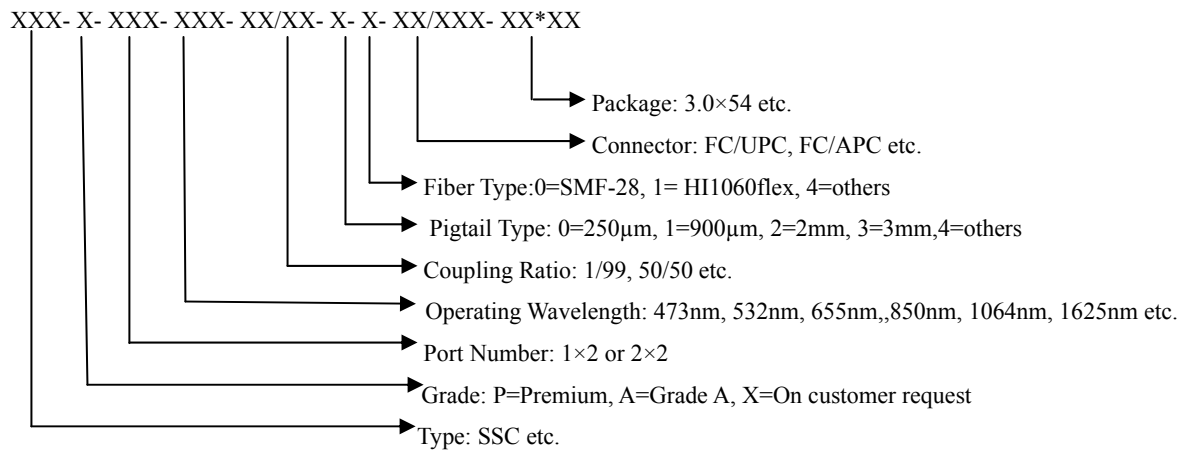 XXX- X- XXX- XXX- XX/XX- X- X- XX/XXX- XX*XX
Package: 3.0×54 etc.
Connector: FC/UPC, FC/APC etc.
Fiber Type:0=SMF-28, 1= HI1060flex, 4=others
Pigtail Type: 0=250μm, 1=900μm, 2=2mm, 3=3mm,4=others
Coupling Ratio: 1/99, 50/50 etc.
Operating Wavelength: 473nm, 532nm, 655nm,,850nm, 1064nm, 1625nm etc.
Port Number: 1×2 or 2×2
Grade: P=Premium, A=Grade A, X=On customer request
Type: SSC etc.